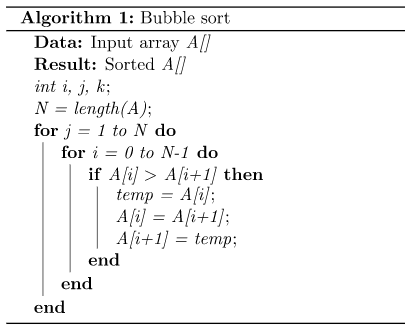 Algorithm 1: Bubble sort
Data: Input array A[]
Result: Sorted A[]
int i, j, k;
N = length(A);
for j = 1 to N do
for i = 0 to N-1 do
if A[i] > A[i+1] then
temp = A[i];
A[i] = A[i+1];
A[i+1] = temp;
end
end
end